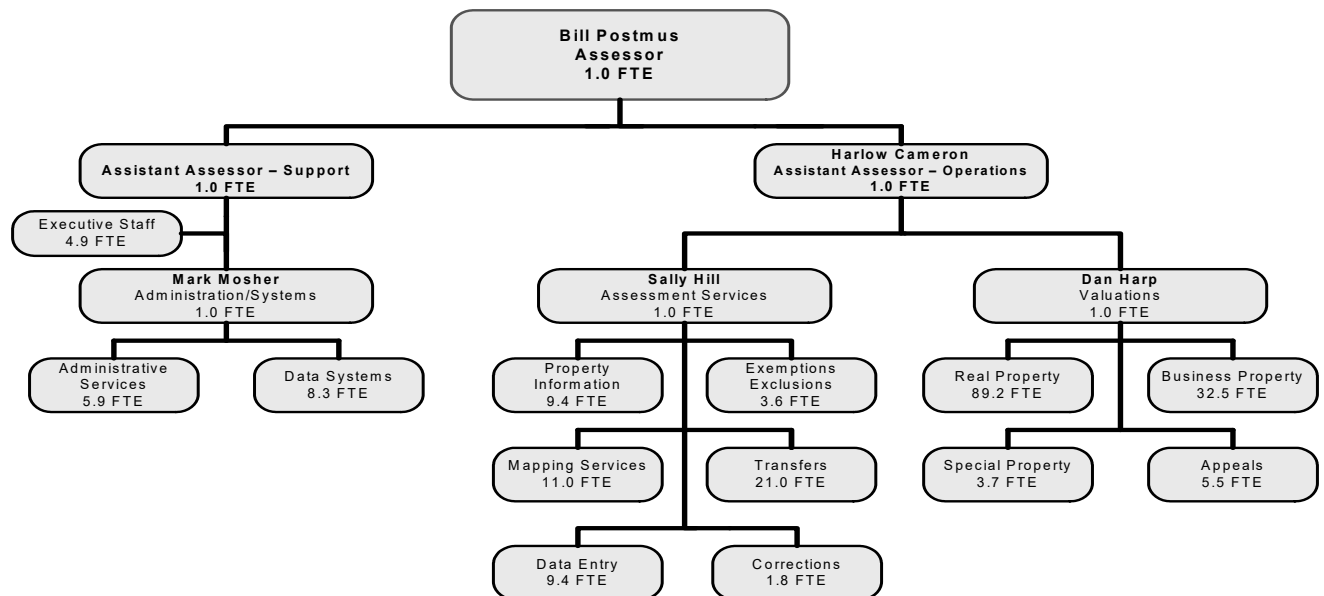 Bill Postmus
Assessor
1.0 FTE
Assistant Assessor – Support
1.0 FTE
Harlow Cameron
Assistant Assessor – Operations
1.0 FTE
Executive Staff
4.9 FTE
Mark Mosher
Administration/Systems
1.0 FTE
Sally Hill
Assessment Services
1.0 FTE
Dan Harp
Valuations
1.0 FTE
Administrative
Services
5.9 FTE
Data Systems
8.3 FTE
Property
Information
9.4 FTE
Exemptions
Exclusions
3.6 FTE
Real Property
89.2 FTE
Business Property
32.5 FTE
Mapping Services
11.0 FTE
Transfers
21.0 FTE
Special Property
3.7 FTE
Appeals
5.5 FTE
Data Entry
9.4 FTE
Corrections
1.8 FTE